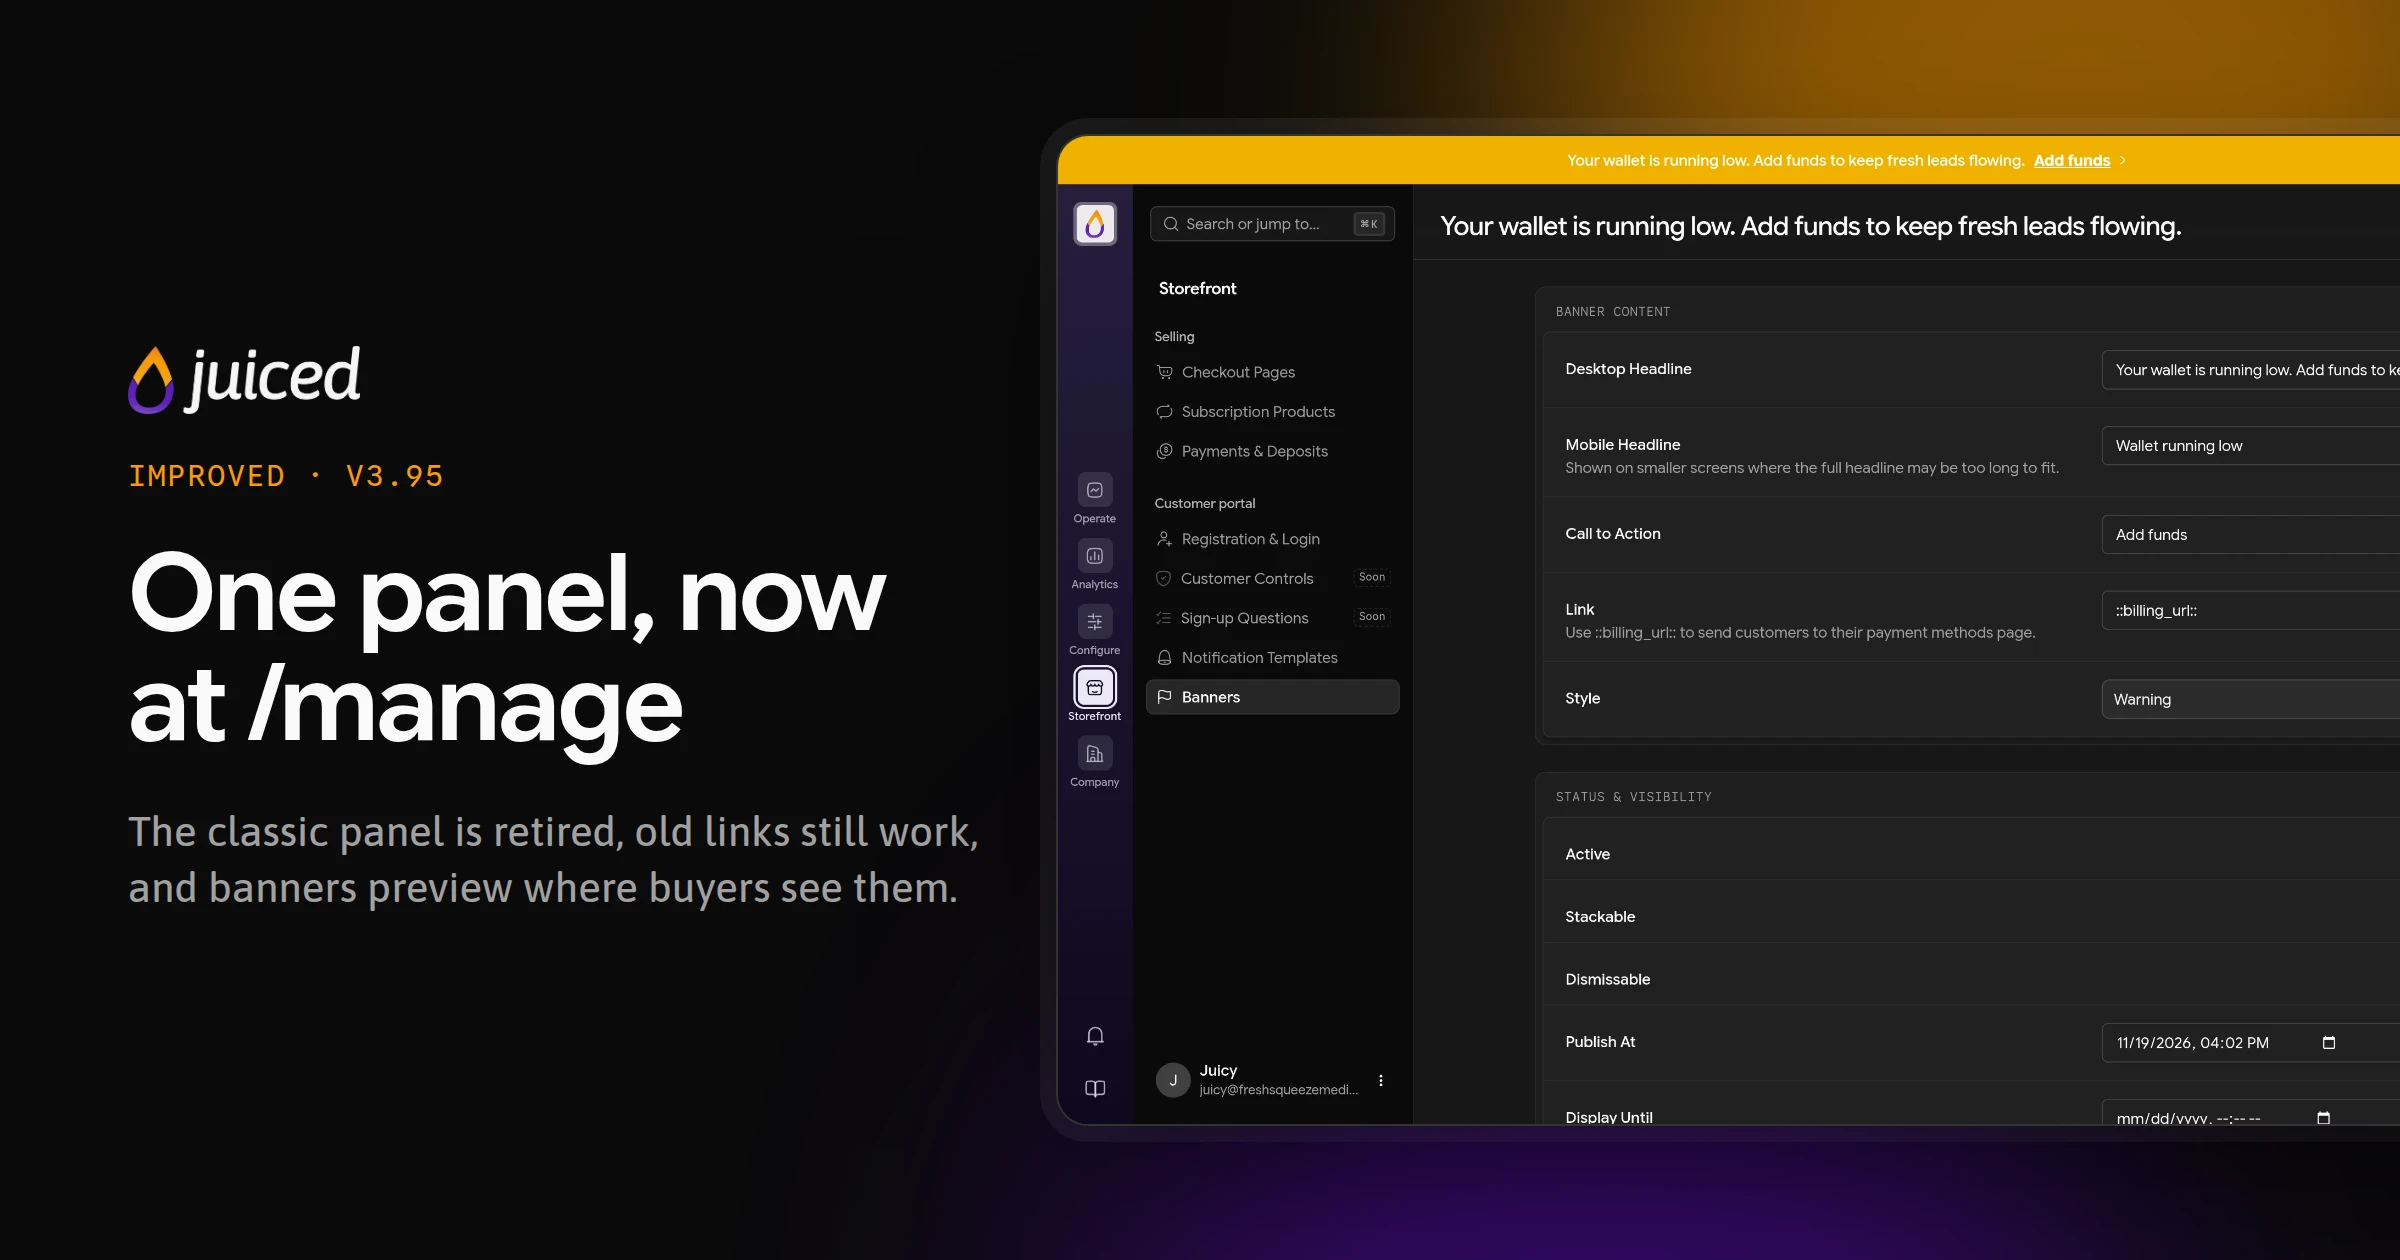 juiced
IMPROVED · V3.95
One panel, now
at /manage
The classic panel is retired, old links still work,
and banners preview where buyers see them.
Your wallet is running low. Add funds to keep fresh leads flowing. Add funds
Operate
Analytics
Configure
Storefront
Company
Search or jump to... ⌘K
Storefront
Selling
Checkout Pages
Subscription Products
Payments & Deposits
Customer portal
Registration & Login
Customer Controls Soon
Sign-up Questions Soon
Notification Templates
Banners
J
Juicy
juicy@freshsqueezemedi...
Your wallet is running low. Add funds to keep fresh leads flowing.
BANNER CONTENT
Desktop Headline
Your wallet is running low. Add funds to ke
Mobile Headline
Shown on smaller screens where the full headline may be too long to fit.
Wallet running low
Call to Action
Add funds
Link
Use ::billing_url:: to send customers to their payment methods page.
::billing_url::
Style
Warning
STATUS & VISIBILITY
Active
Stackable
Dismissable
Publish At
11/19/2026, 04:02 PM
Display Until
mm/dd/yyyy, --:-- --